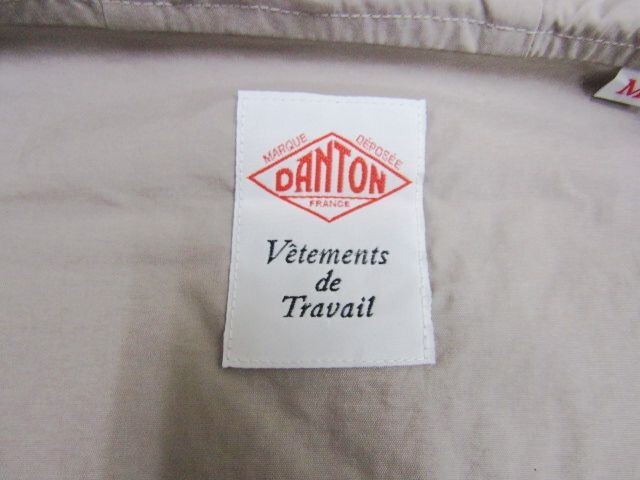 MARQUE DÉPOSÉE
DANTON
FRANCE
Vêtements
de
Travail
M